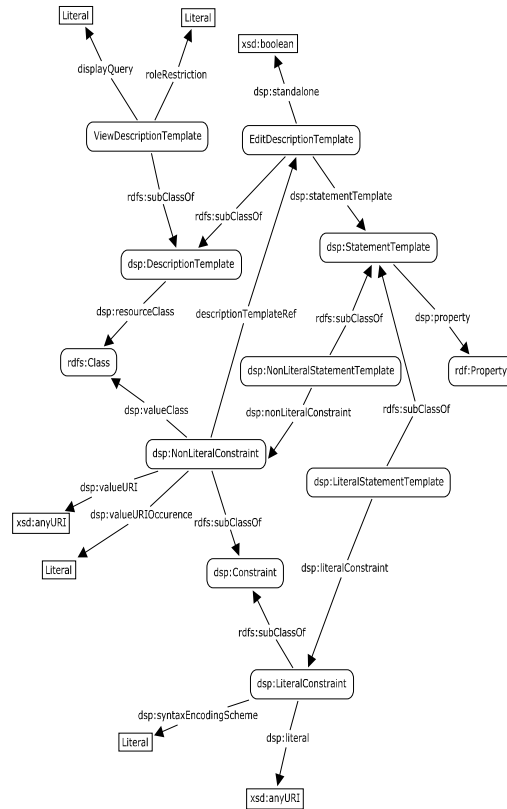 Literal
Literal
xsd:boolean
displayQuery
roleRestriction
dsp:standalone
ViewDescriptionTemplate
EditDescriptionTemplate
rdfs:subClassOf
dsp:statementTemplate
rdfs:subClassOf
dsp:StatementTemplate
dsp:DescriptionTemplate
dsp:resourceClass
descriptionTemplateRef
rdfs:subClassOf
dsp:property
rdfs:Class
dsp:NonLiteralStatementTemplate
rdf:Property
dsp:valueClass
dsp:nonLiteralConstraint
rdfs:subClassOf
dsp:NonLiteralConstraint
dsp:valueURI
dsp:LiteralStatementTemplate
dsp:valueURIOccurence
xsd:anyURI
rdfs:subClassOf
Literal
dsp:Constraint
dsp:literalConstraint
rdfs:subClassOf
dsp:LiteralConstraint
dsp:syntaxEncodingScheme
dsp:literal
Literal
xsd:anyURI